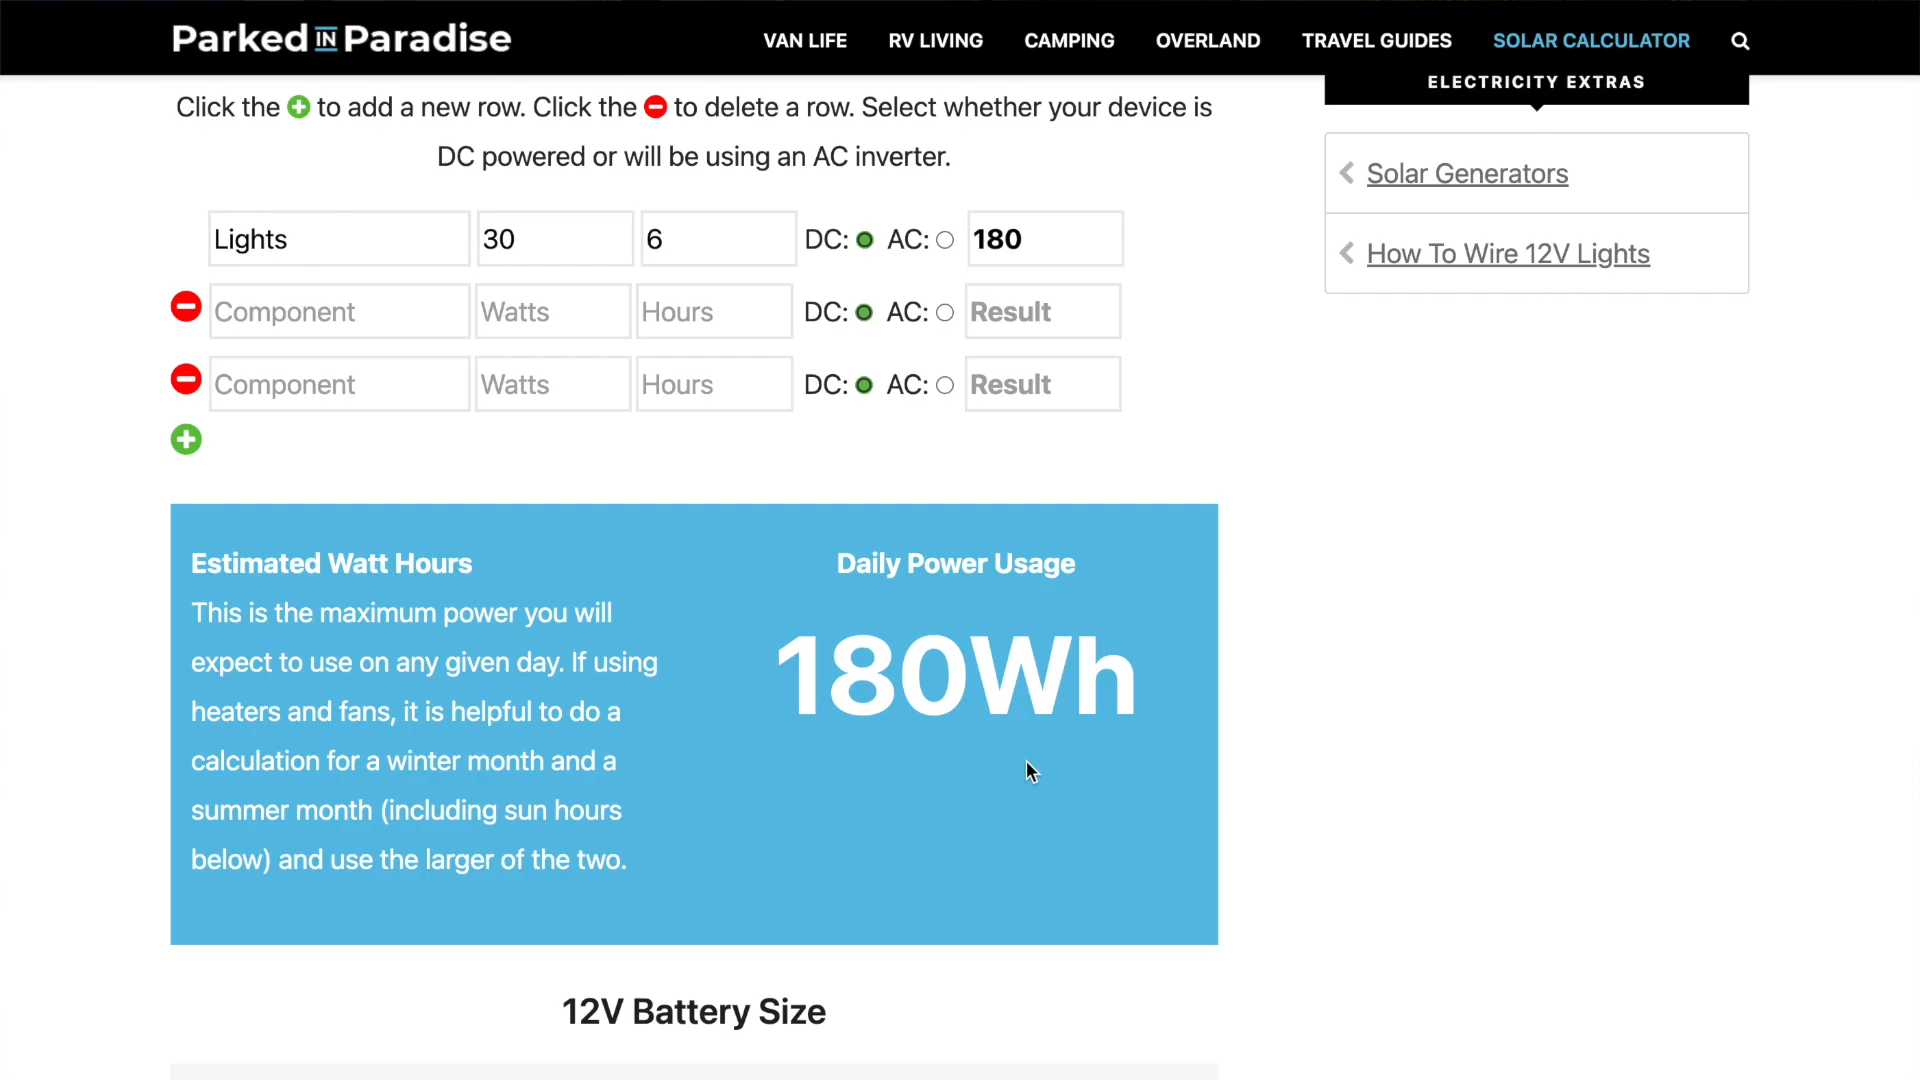 Parked IN Paradise
VAN LIFE RV LIVING CAMPING OVERLAND TRAVEL GUIDES SOLAR CALCULATOR
ELECTRICITY EXTRAS
Solar Generators
How To Wire 12V Lights
Click the to add a new row. Click the to delete a row. Select whether your device is
DC powered or will be using an AC inverter.
Lights 30 6 DC: AC: 180
Component Watts Hours DC: AC: Result
Component Watts Hours DC: AC: Result
Estimated Watt Hours
This is the maximum power you will
expect to use on any given day. If using
heaters and fans, it is helpful to do a
calculation for a winter month and a
summer month (including sun hours
below) and use the larger of the two.
Daily Power Usage
180Wh
12V Battery Size